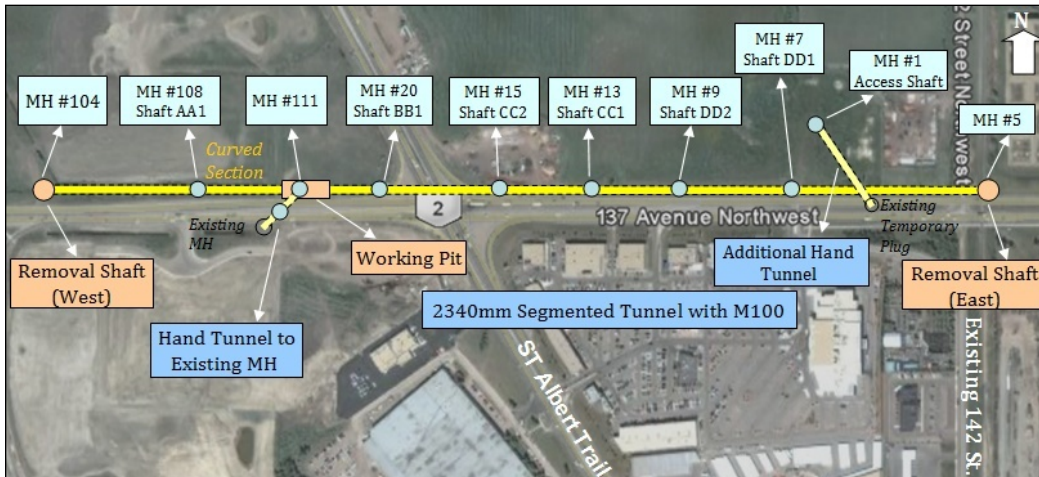 N
MH #104
MH #108
Shaft AA1
MH #111
MH #20
Shaft BB1
MH #15
Shaft CC2
MH #13
Shaft CC1
MH #9
Shaft DD2
MH #7
Shaft DD1
MH #1
Access Shaft
MH #5
Street Northwest
Curved
Section
Existing
MH
2
137 Avenue Northwest
Existing
Temporary
Plug
Removal Shaft
(West)
Working Pit
Additional Hand
Tunnel
Removal Shaft
(East)
Hand Tunnel to
Existing MH
2340mm Segmented Tunnel with M100
ST Albert Trail
Existing 142 St.